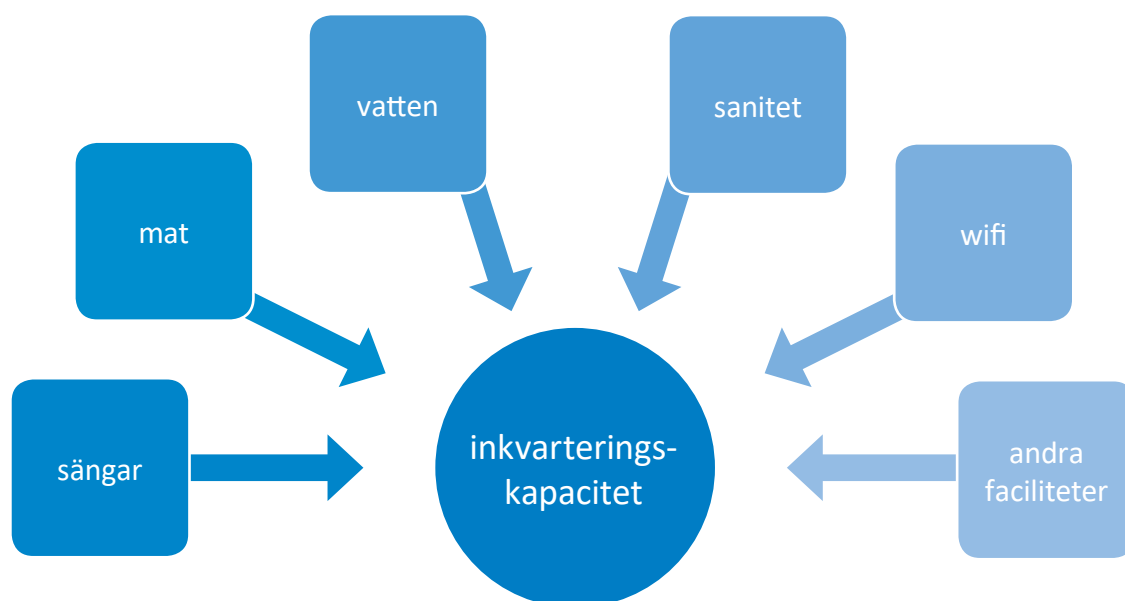 vatten
sanitet
mat
wifi
sängar
inkvarterings-
kapacitet
andra
faciliteter